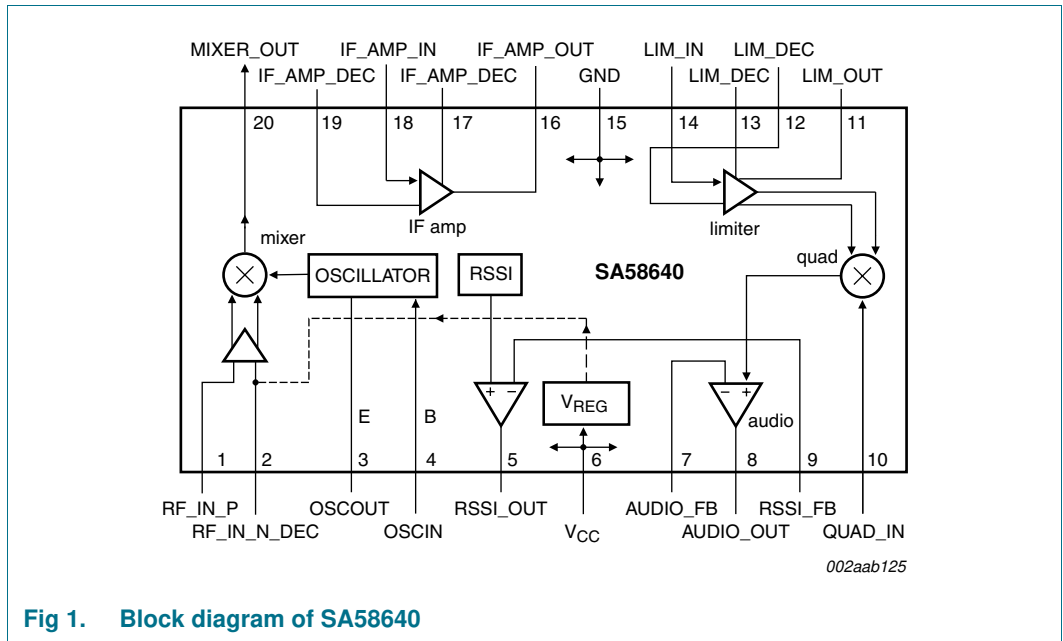 MIXER_OUT IF_AMP_IN IF_AMP_OUT LIM_IN LIM_DEC
IF_AMP_DEC IF_AMP_DEC GND LIM_DEC LIM_OUT
20 19 18 17 16 15 14 13 12 11
IF amp
limiter
mixer
quad
OSCILLATOR
RSSI
SA58640
+ −
VREG
− +
audio
E
B
1 2 3 4 5 6 7 8 9 10
RF_IN_P OSCOUT RSSI_OUT AUDIO_FB RSSI_FB
RF_IN_N_DEC OSCIN VCC AUDIO_OUT QUAD_IN
002aab125
Fig 1. Block diagram of SA58640